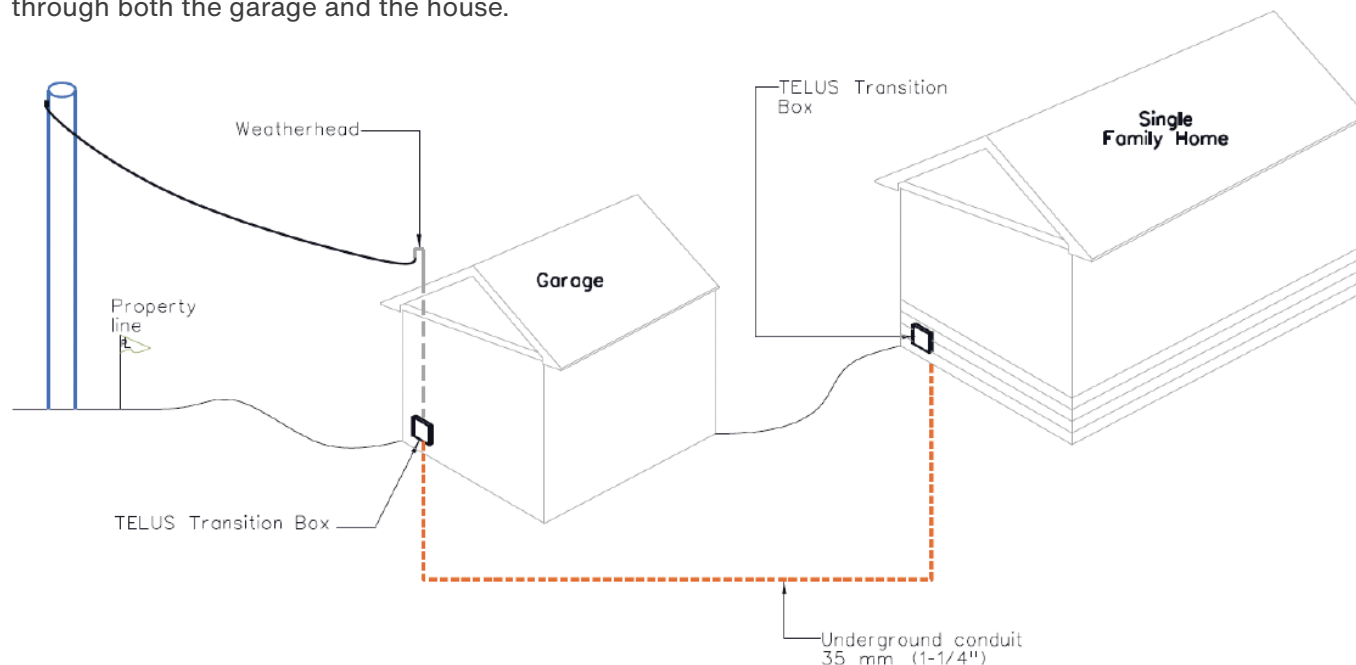 through both the garage and the house.
TELUS Transition
Box
Single
Family Home
Weatherhead
Garage
Property
line
PL
TELUS Transition Box
Underground conduit
35 mm (1-1/4")